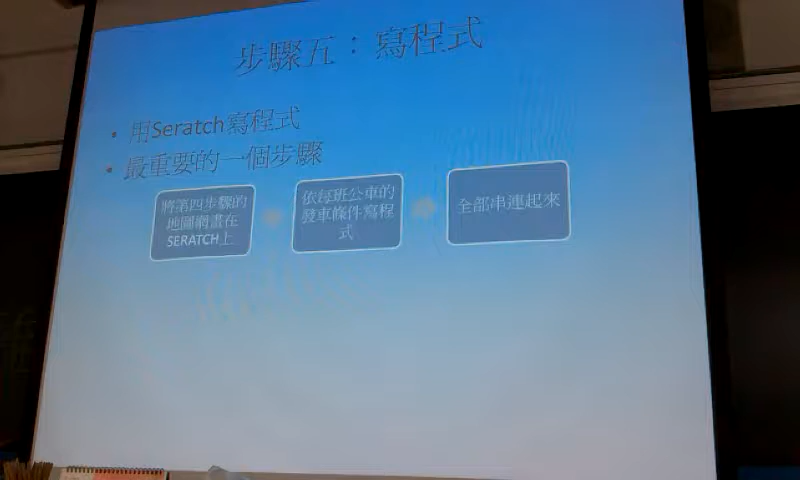 步驟五：寫程式
• 用Seratch寫程式
• 最重要的一個步驟
將第四步驟的
地圖網畫在
SERATCH上
依每班公車的
發車條件寫程
式
全部串連起來